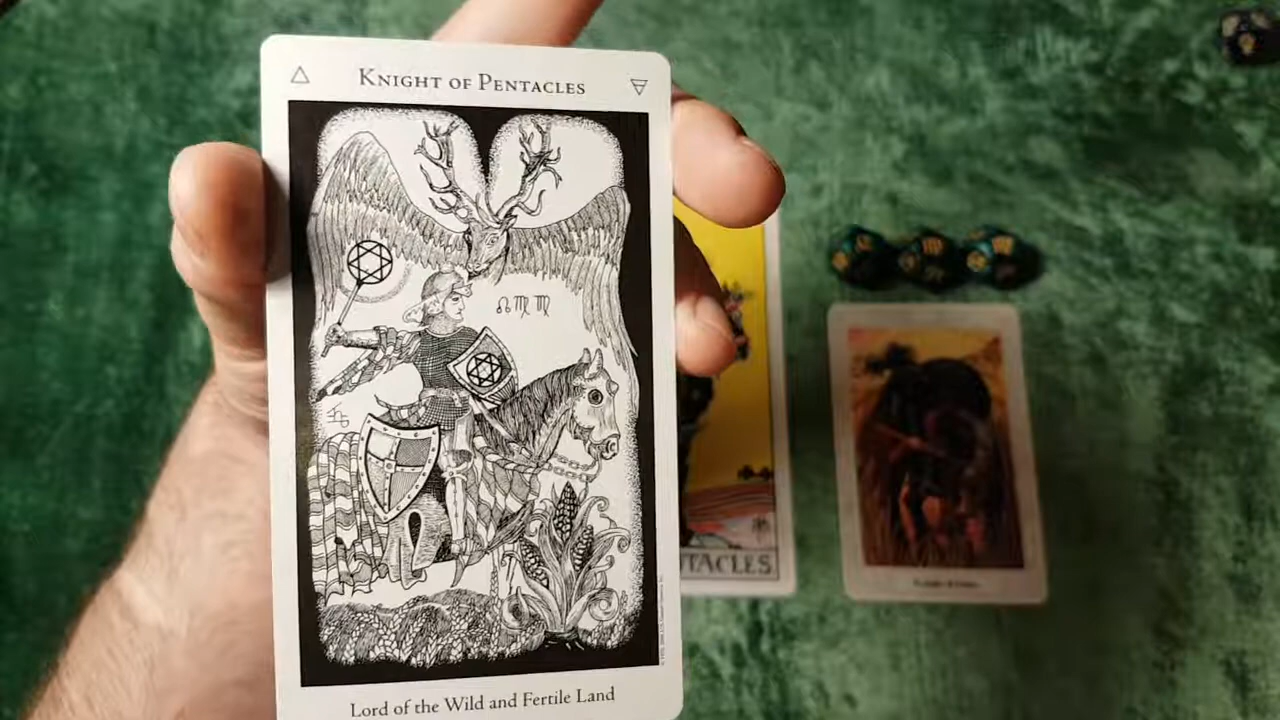 KNIGHT OF PENTACLES
♌ ♍ ♍
TACLES
Lord of the Wild and Fertile Land